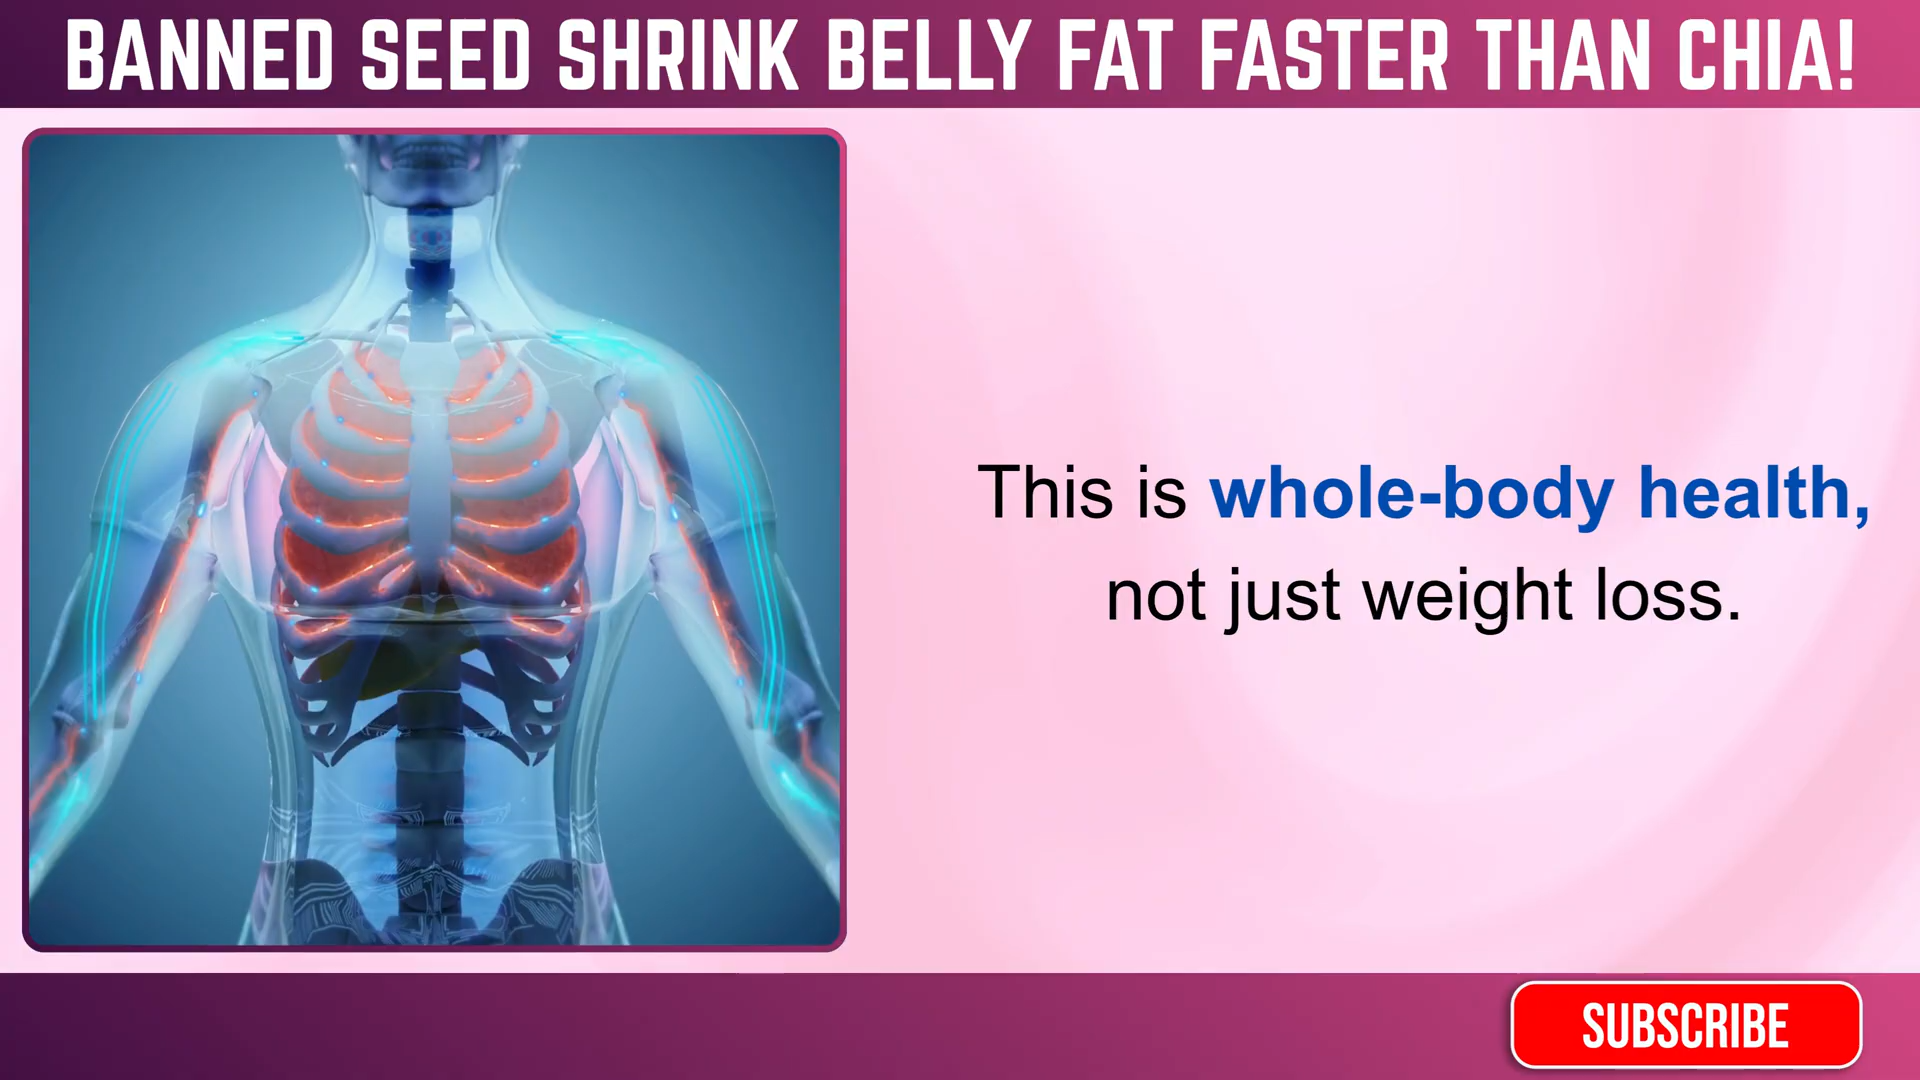 BANNED SEED SHRINK BELLY FAT FASTER THAN CHIA!
This is whole-body health,
not just weight loss.
SUBSCRIBE